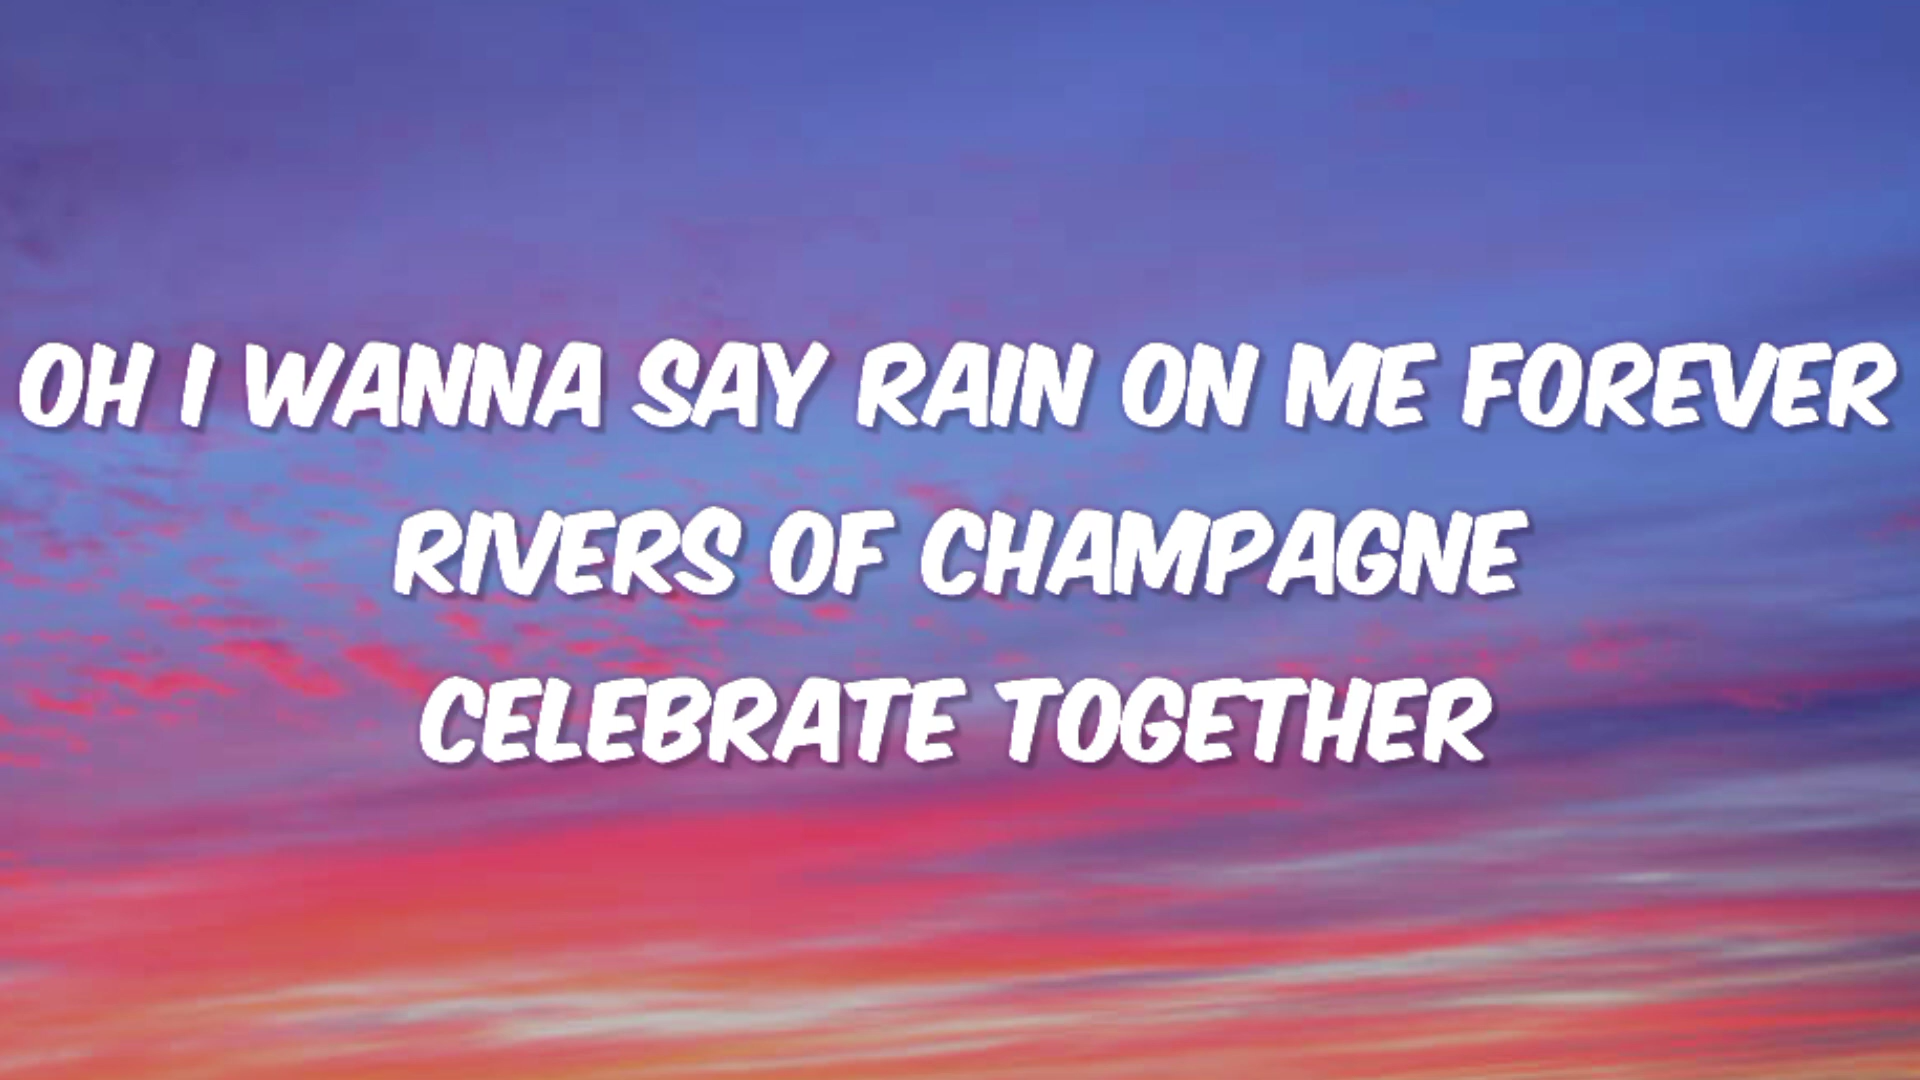 OH I WANNA SAY RAIN ON ME FOREVER
RIVERS OF CHAMPAGNE
CELEBRATE TOGETHER